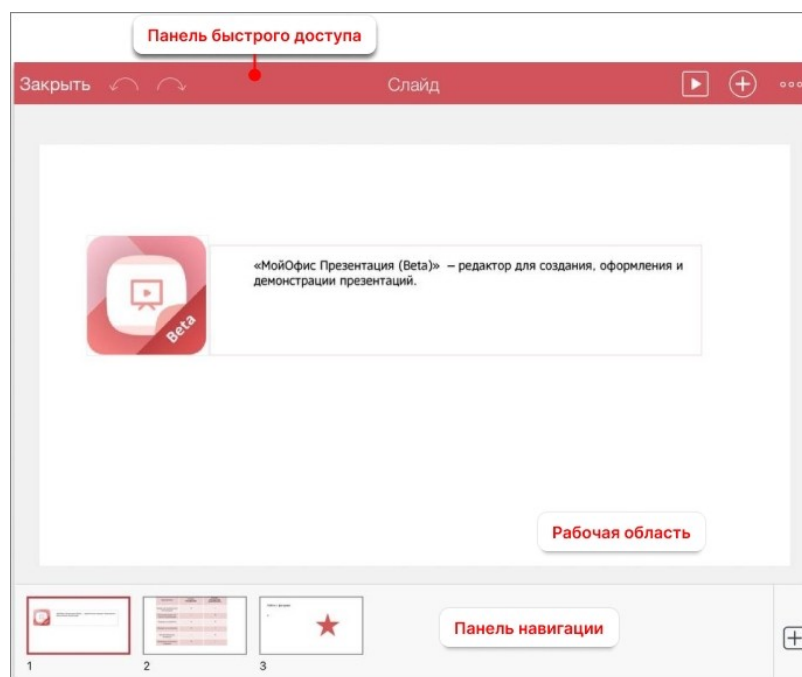 Панель быстрого доступа
Закрыть
Слайд
«МойОфис Презентация (Beta)» – редактор для создания, оформления и
демонстрации презентаций.
Beta
Рабочая область
Панель навигации
1
2
3